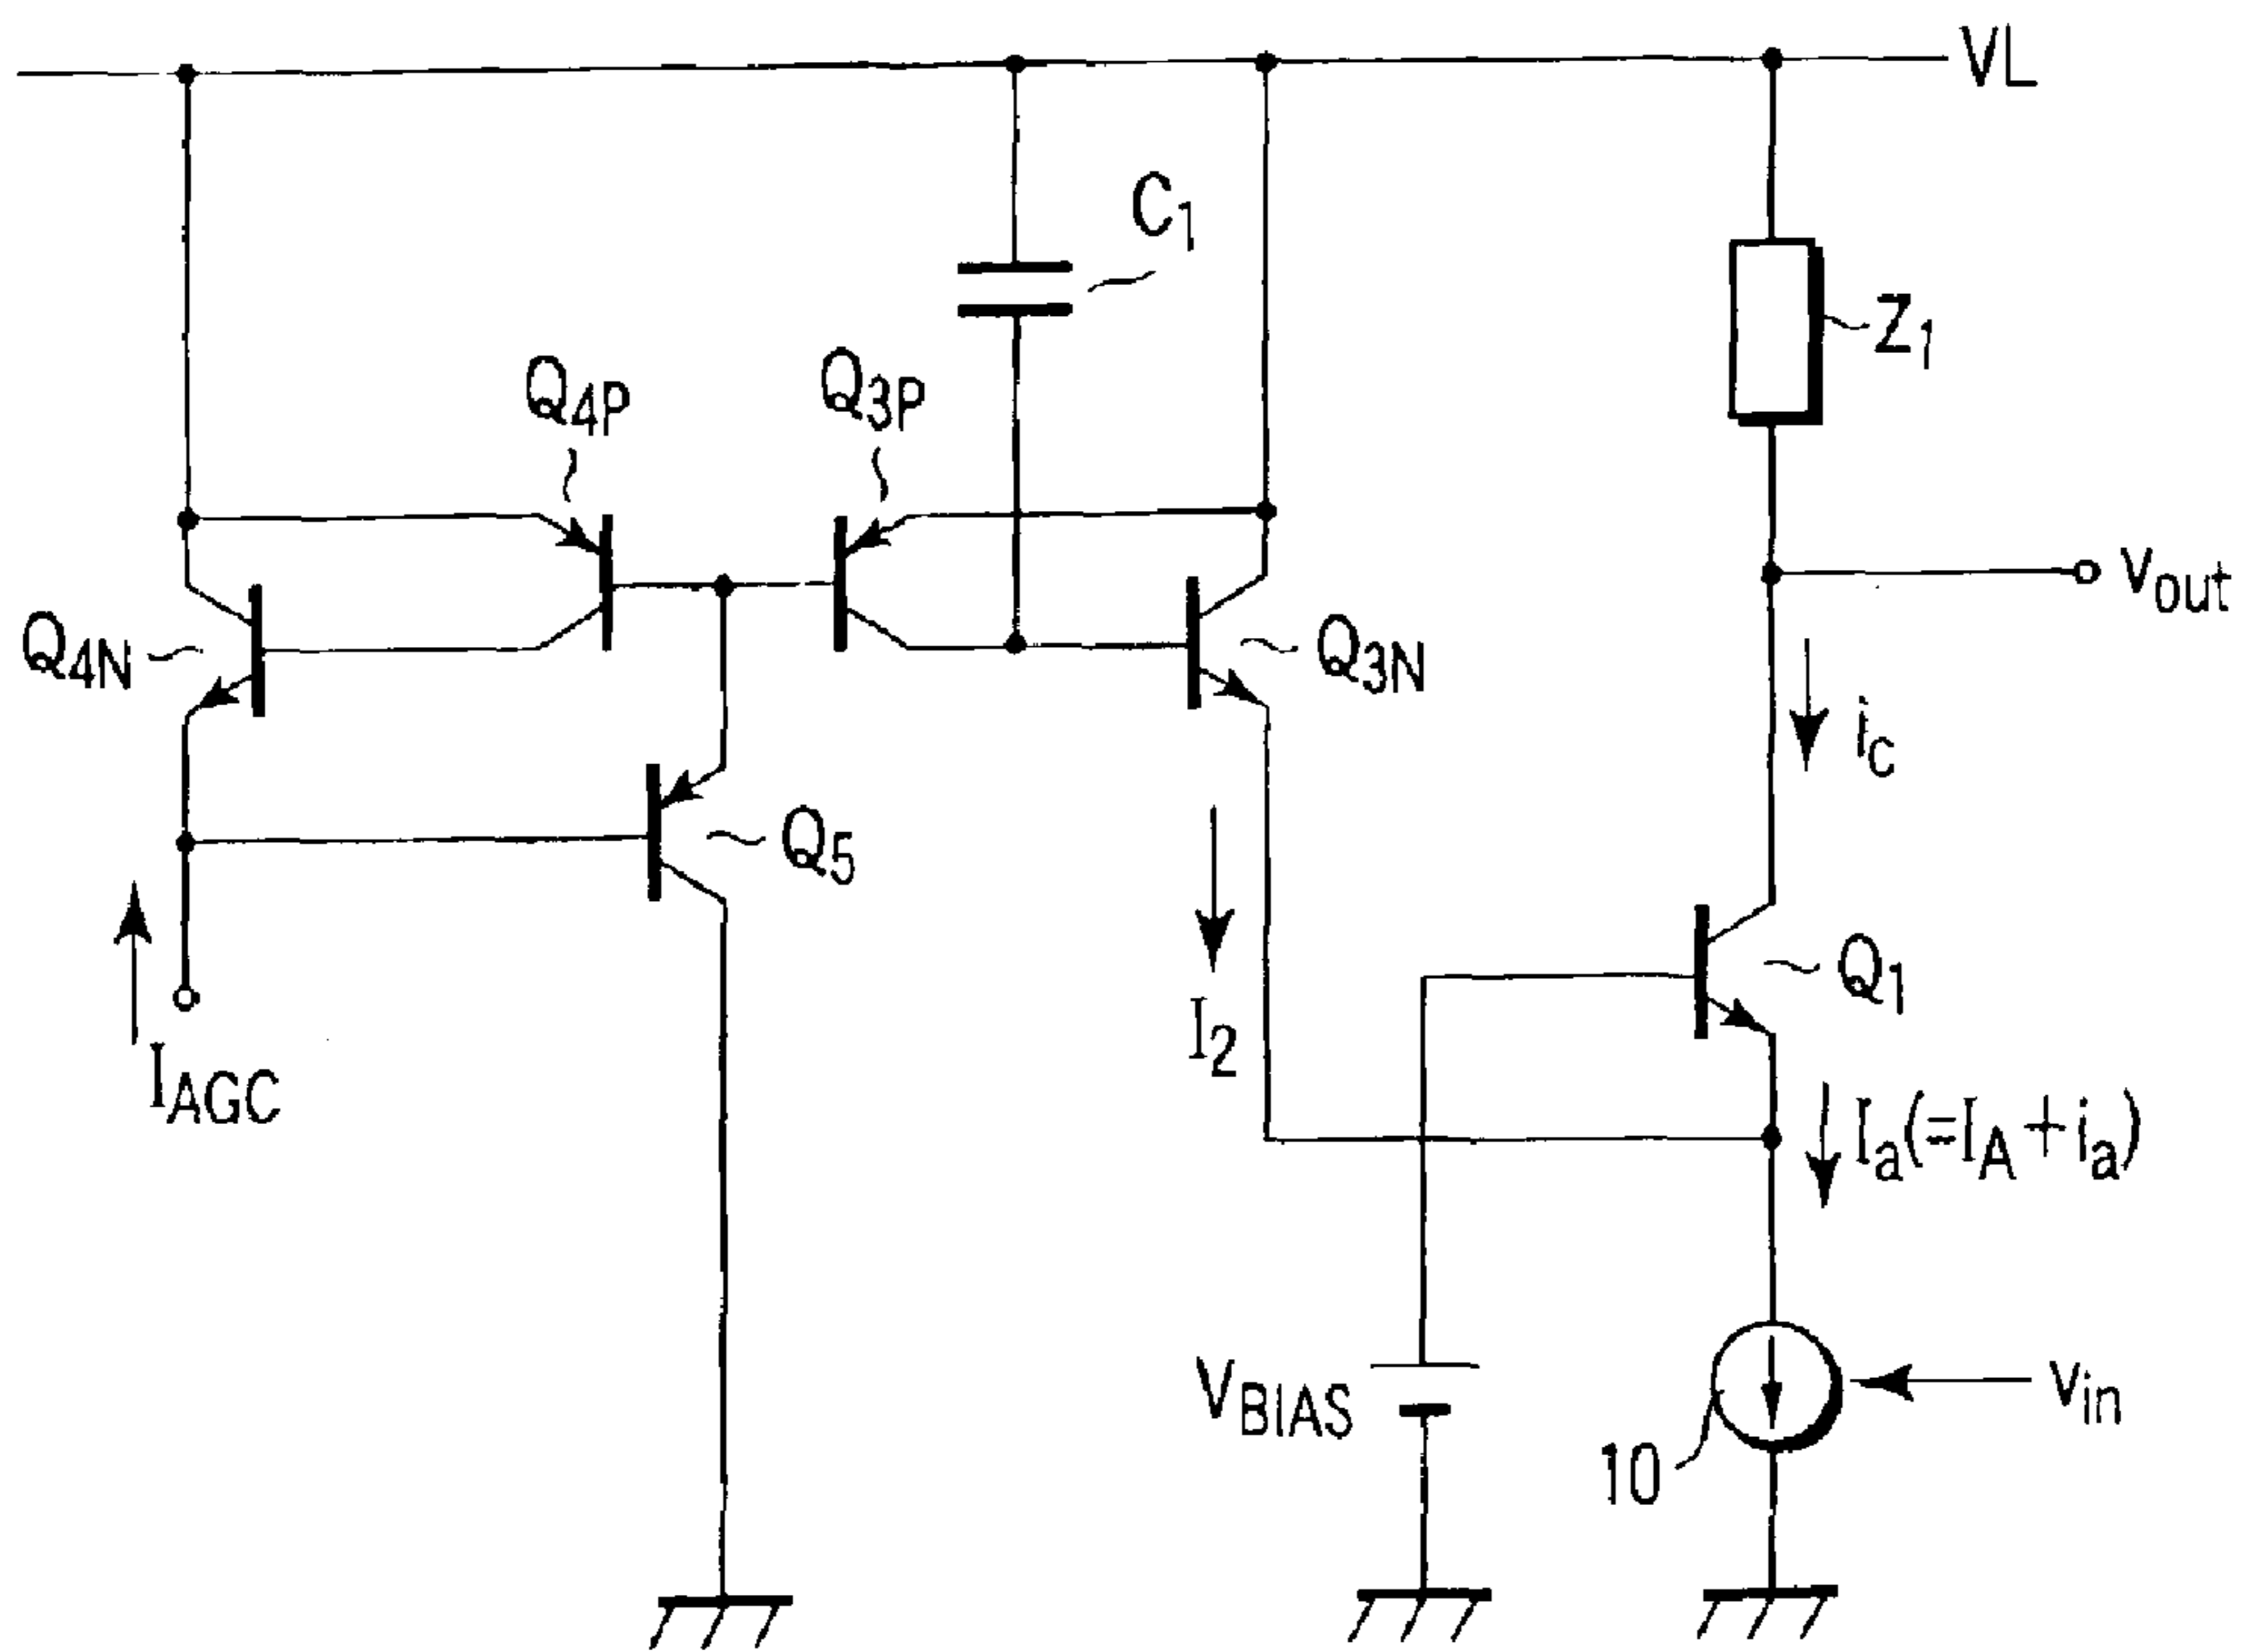 VL
C1
Z1
Q4P
Q3P
vout
Q4N
Q3N
ic
Q5
Q1
I2
IAGC
Ia(=IA+ia)
VBIAS
vin
10